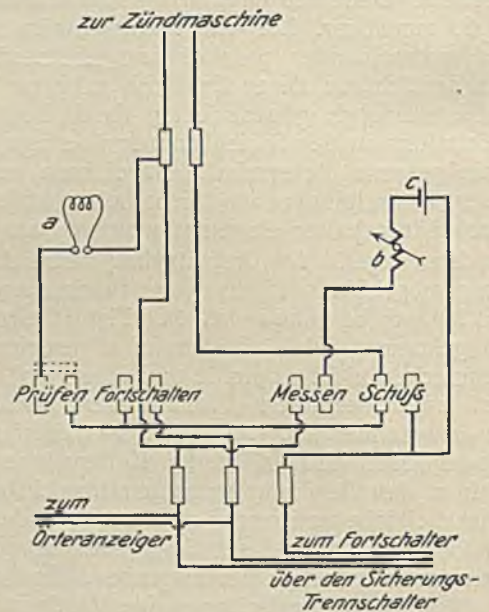 zur Zündmaschine
a
c
b
Prüfen Fortschalten Messen Schuß
zum
Örteranzeiger
zum Fortschalter
über den Sicherungs-
Trennschalter